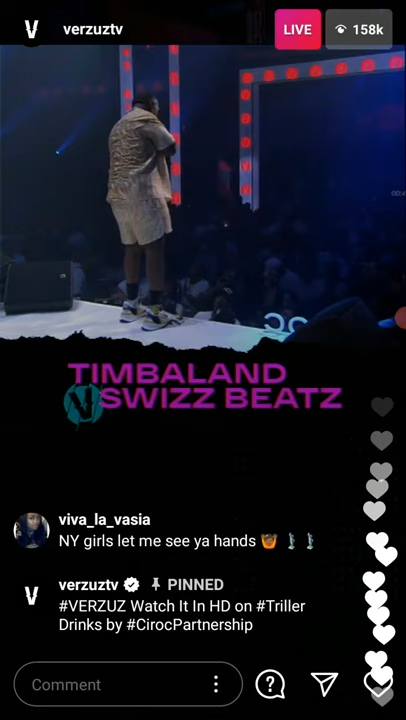 verzuztv
LIVE
158k
TIMBALAND
SWIZZ BEATZ
viva_la_vasia
NY girls let me see ya hands
verzuztv PINNED
#VERZUZ Watch It In HD on #Triller
Drinks by #CirocPartnership
Comment